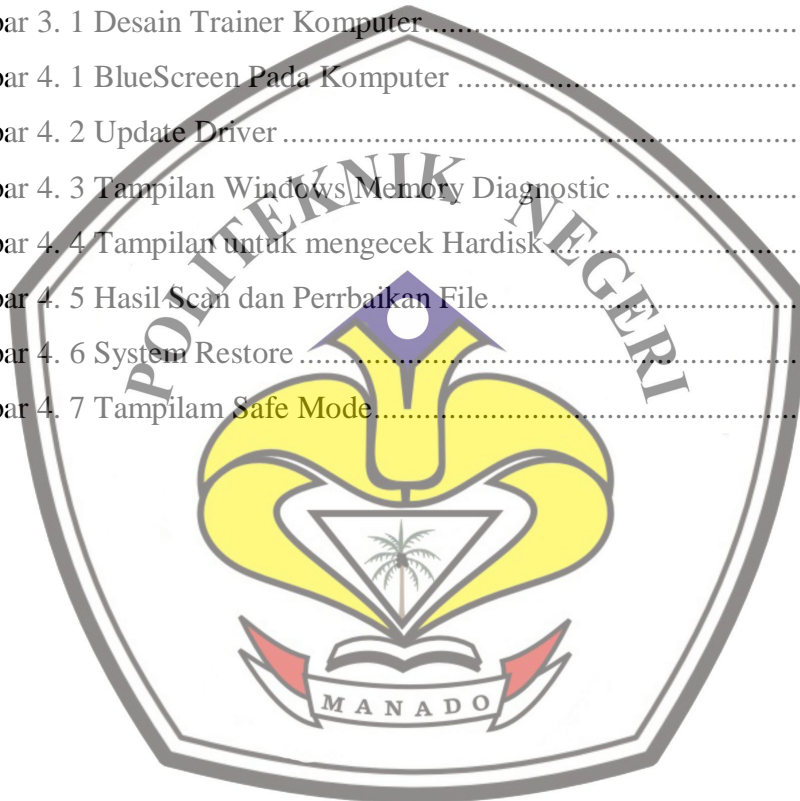 bar 3. 1 Desain Trainer Komputer........................................................
bar 4. 1 BlueScreen Pada Komputer ...................................................
bar 4. 2 Update Driver ..........................................................................
bar 4. 3 Tampilan Windows Memory Diagnostic ...........................
bar 4. 4 Tampilan untuk mengecek Hardisk ....................................
bar 4. 5 Hasil Scan dan Perrbaikan File.............................................
bar 4. 6 System Restore .......................................................................
bar 4. 7 Tampilam Safe Mode.............................................................
POLITEKNIK NEGERI
MANADO